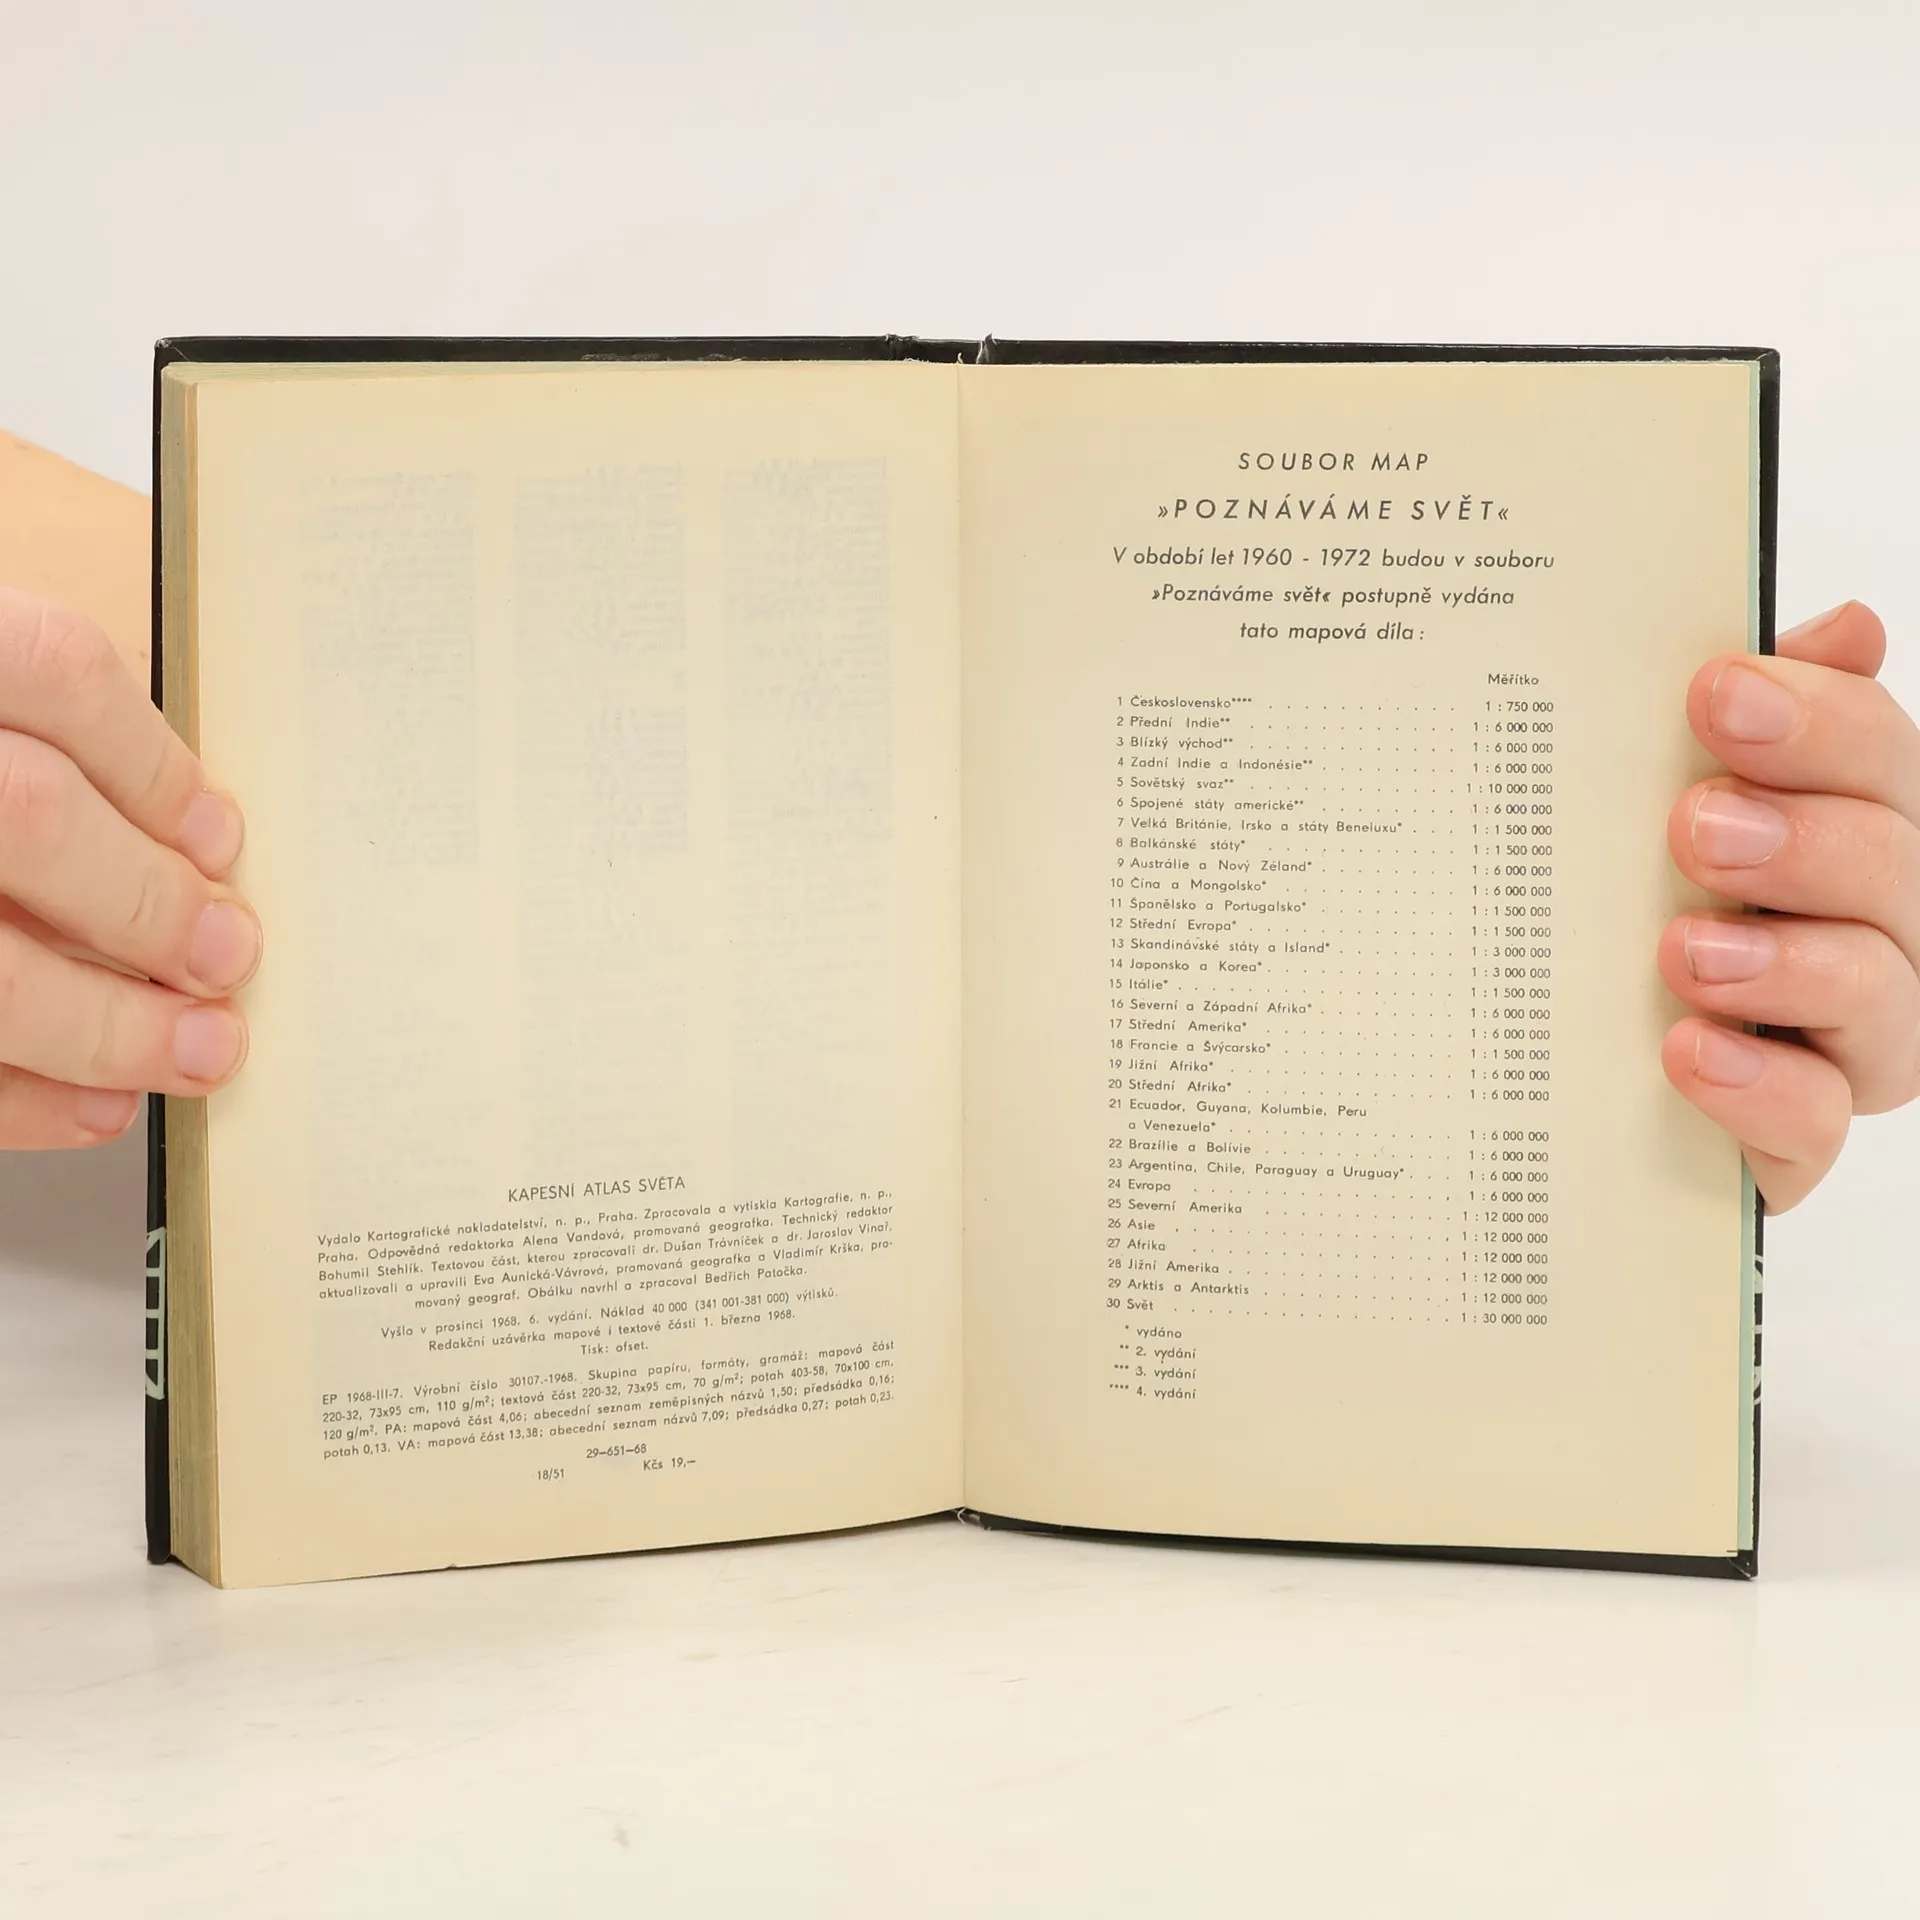 KAPESNÍ ATLAS SVĚTA
Vydalo Kartografické nakladatelství, n. p., Praha. Zpracovala a vytiskla Kartografie, n. p.,
Praha. Odpovědná redaktorka Alena Vandová, promovaná geografka. Technický redaktor
Bohumil Stehlík. Textovou část, kterou zpracovali dr. Dušan Trávníček a dr. Jaroslav Vinař,
aktualizovali a upravili Eva Aunická-Vávrová, promovaná geografka a Vladimír Krška, pro-
movaný geograf. Obálku navrhl a zpracoval Bedřich Patočka.
Vyšlo v prosinci 1968. 6. vydání. Náklad 40 000 (341 001-381 000) výtisků.
Redakční uzávěrka mapové i textové části 1. března 1968.
Tisk: ofset.
EP 1968-III-7. Výrobní číslo 30107.-1968. Skupina papíru, formáty, gramáž: mapová část
220-32, 73x95 cm, 110 g/m²; textová část 220-32, 73x95 cm, 70 g/m²; potah 403-58, 70x100 cm,
120 g/m². PA: mapová část 4,06; abecední seznam zeměpisných názvů 1,50; předsádka 0,16;
potah 0,13. VA: mapová část 13,38; abecední seznam názvů 7,09; předsádka 0,27; potah 0,23.
29—651—68
18/51 Kčs 19,—
SOUBOR MAP
»POZNÁVÁME SVĚT«
V období let 1960 - 1972 budou v souboru
»Poznáváme svět« postupně vydána
tato mapová díla :
Měřítko
1 Československo**** . . . . . . . . . . . 1 : 750 000
2 Přední Indie** . . . . . . . . . . . . 1 : 6 000 000
3 Blízký východ** . . . . . . . . . . . . 1 : 6 000 000
4 Zadní Indie a Indonésie** . . . . . . . . 1 : 6 000 000
5 Sovětský svaz** . . . . . . . . . . . . 1 : 10 000 000
6 Spojené státy americké** . . . . . . . . 1 : 6 000 000
7 Velká Británie, Irsko a státy Beneluxu* . . . 1 : 1 500 000
8 Balkánské státy* . . . . . . . . . . . 1 : 1 500 000
9 Austrálie a Nový Zéland* . . . . . . . . 1 : 6 000 000
10 Čína a Mongolsko* . . . . . . . . . . 1 : 6 000 000
11 Španělsko a Portugalsko* . . . . . . . . 1 : 1 500 000
12 Střední Evropa* . . . . . . . . . . . . 1 : 1 500 000
13 Skandinávské státy a Island* . . . . . . . 1 : 3 000 000
14 Japonsko a Korea* . . . . . . . . . . . 1 : 3 000 000
15 Itálie* . . . . . . . . . . . . . . . . 1 : 1 500 000
16 Severní a Západní Afrika* . . . . . . . . 1 : 6 000 000
17 Střední Amerika* . . . . . . . . . . . 1 : 6 000 000
18 Francie a Švýcarsko* . . . . . . . . . . 1 : 1 500 000
19 Jižní Afrika* . . . . . . . . . . . . . 1 : 6 000 000
20 Střední Afrika* . . . . . . . . . . . . 1 : 6 000 000
21 Ecuador, Guyana, Kolumbie, Peru
a Venezuela* . . . . . . . . . . . . . 1 : 6 000 000
22 Brazílie a Bolívie . . . . . . . . . . . 1 : 6 000 000
23 Argentina, Chile, Paraguay a Uruguay* . . . 1 : 6 000 000
24 Evropa . . . . . . . . . . . . . . . 1 : 6 000 000
25 Severní Amerika . . . . . . . . . . . 1 : 12 000 000
26 Asie . . . . . . . . . . . . . . . . 1 : 12 000 000
27 Afrika . . . . . . . . . . . . . . . 1 : 12 000 000
28 Jižní Amerika . . . . . . . . . . . . . 1 : 12 000 000
29 Arktis a Antarktis . . . . . . . . . . . 1 : 12 000 000
30 Svět . . . . . . . . . . . . . . . . 1 : 30 000 000
* vydáno
** 2. vydání
*** 3. vydání
**** 4. vydání